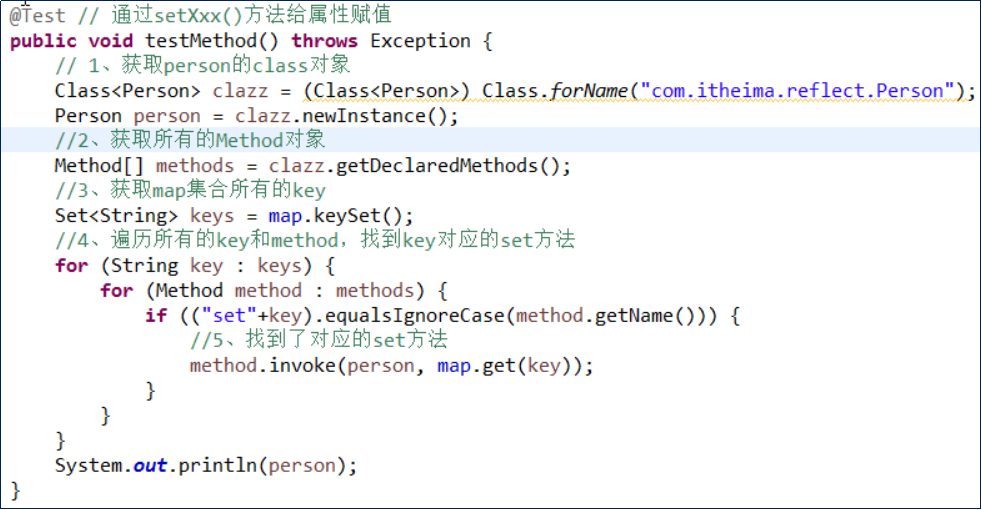 @Test // 通过setXxx()方法给属性赋值
public void testMethod() throws Exception {
    // 1、获取person的class对象
    Class<Person> clazz = (Class<Person>) Class.forName("com.itheima.reflect.Person");
    Person person = clazz.newInstance();
    //2、获取所有的Method对象
    Method[] methods = clazz.getDeclaredMethods();
    //3、获取map集合所有的key
    Set<String> keys = map.keySet();
    //4、遍历所有的key和method，找到key对应的set方法
    for (String key : keys) {
        for (Method method : methods) {
            if (("set"+key).equalsIgnoreCase(method.getName())) {
                //5、找到了对应的set方法
                method.invoke(person, map.get(key));
            }
        }
    }
    System.out.println(person);
}